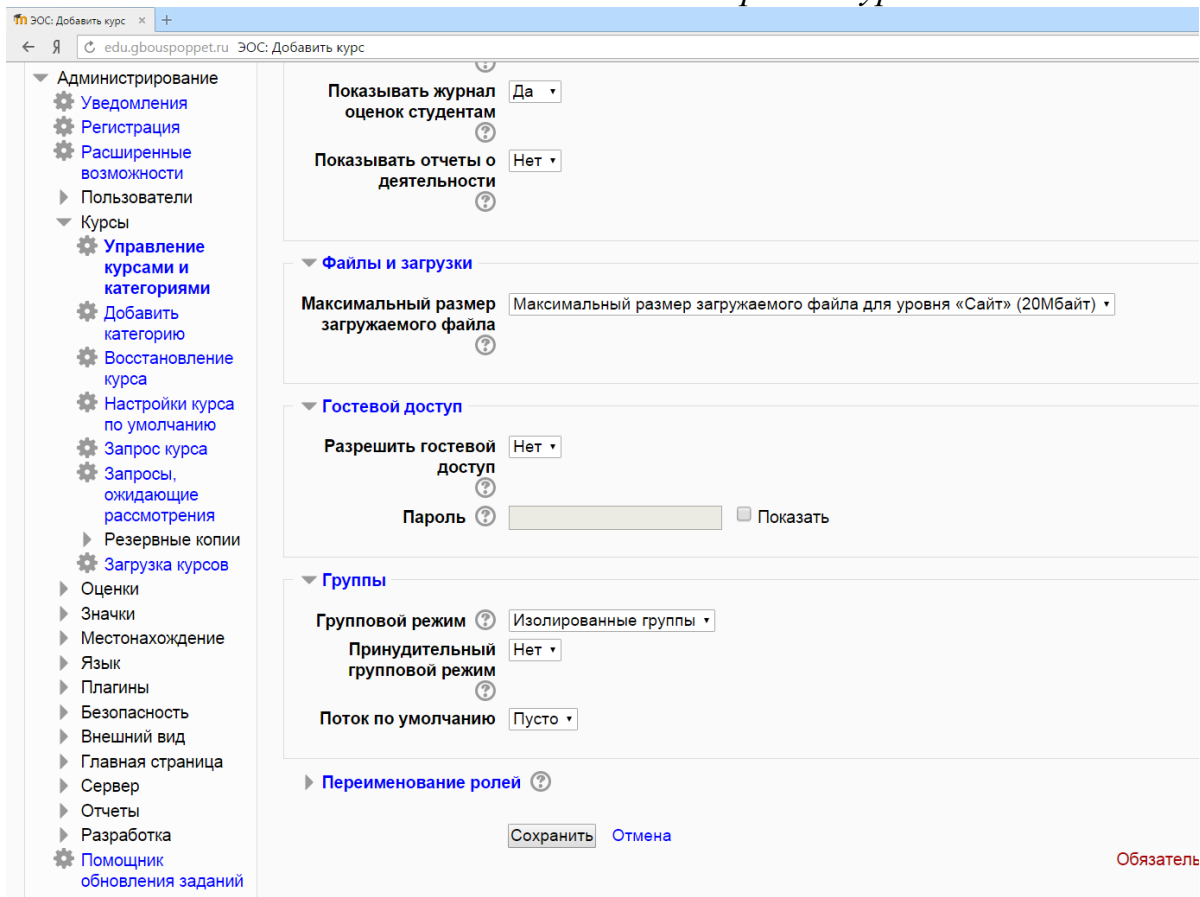 ЭОС: Добавить курс × +
edu.gbouspoppet.ru ЭОС: Добавить курс
Администрирование
Уведомления
Регистрация
Расширенные
возможности
Пользователи
Курсы
Управление
курсами и
категориями
Добавить
категорию
Восстановление
курса
Настройки курса
по умолчанию
Запрос курса
Запросы,
ожидающие
рассмотрения
Резервные копии
Загрузка курсов
Оценки
Значки
Местонахождение
Язык
Плагины
Безопасность
Внешний вид
Главная страница
Сервер
Отчеты
Разработка
Помощник
обновления заданий
Показывать журнал Да
оценок студентам
Показывать отчеты о Нет
деятельности
Файлы и загрузки
Максимальный размер Максимальный размер загружаемого файла для уровня «Сайт» (20Мбайт)
загружаемого файла
Гостевой доступ
Разрешить гостевой Нет
доступ
Пароль Показать
Группы
Групповой режим Изолированные группы
Принудительный Нет
групповой режим
Поток по умолчанию Пусто
Переименование ролей
Сохранить Отмена
Обязатель